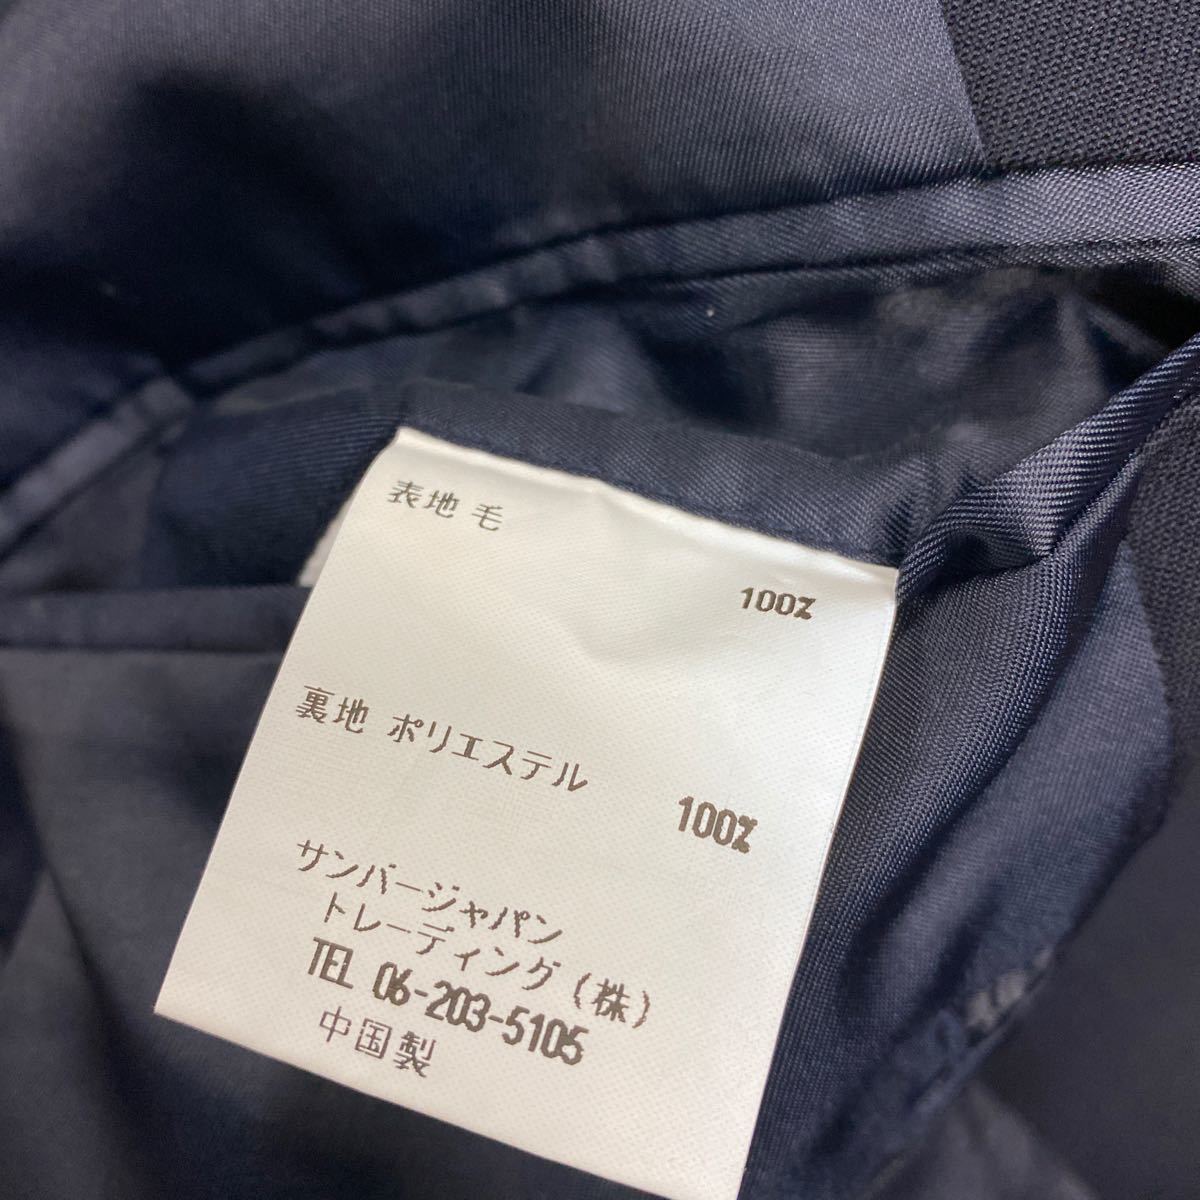 表地 毛
100%
裏地 ポリエステル
100%
サンバージャパン
トレーディング(株)
TEL 06-203-5105
中国製